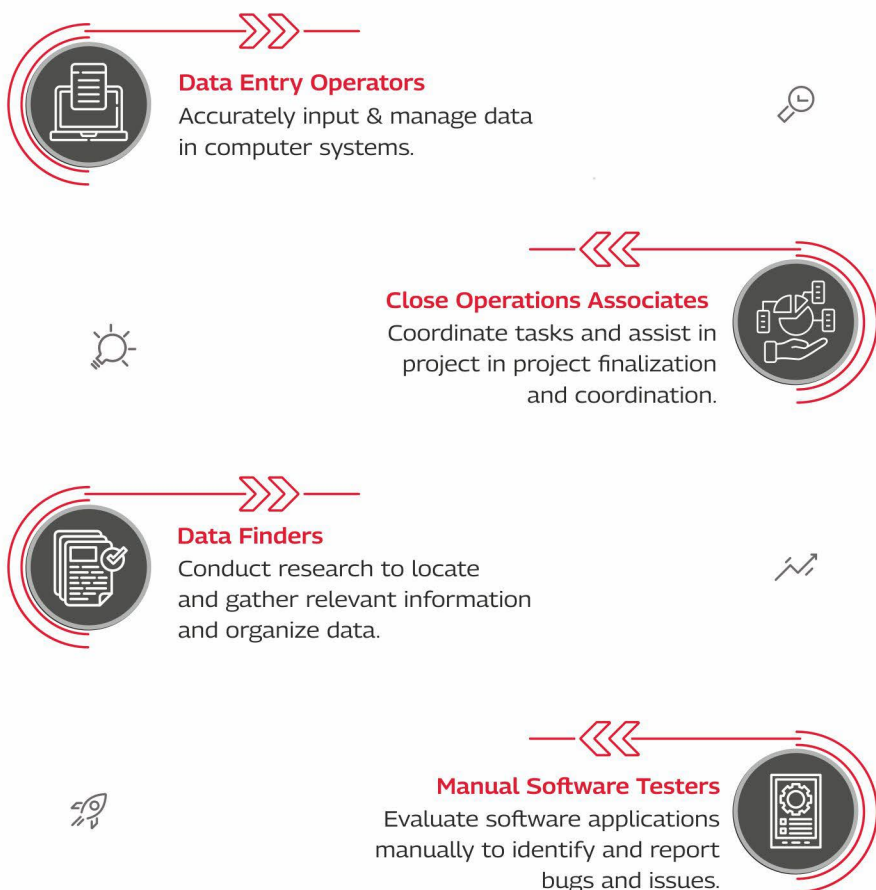 Data Entry Operators
Accurately input & manage data
in computer systems.
Close Operations Associates
Coordinate tasks and assist in
project in project finalization
and coordination.
Data Finders
Conduct research to locate
and gather relevant information
and organize data.
Manual Software Testers
Evaluate software applications
manually to identify and report
bugs and issues.